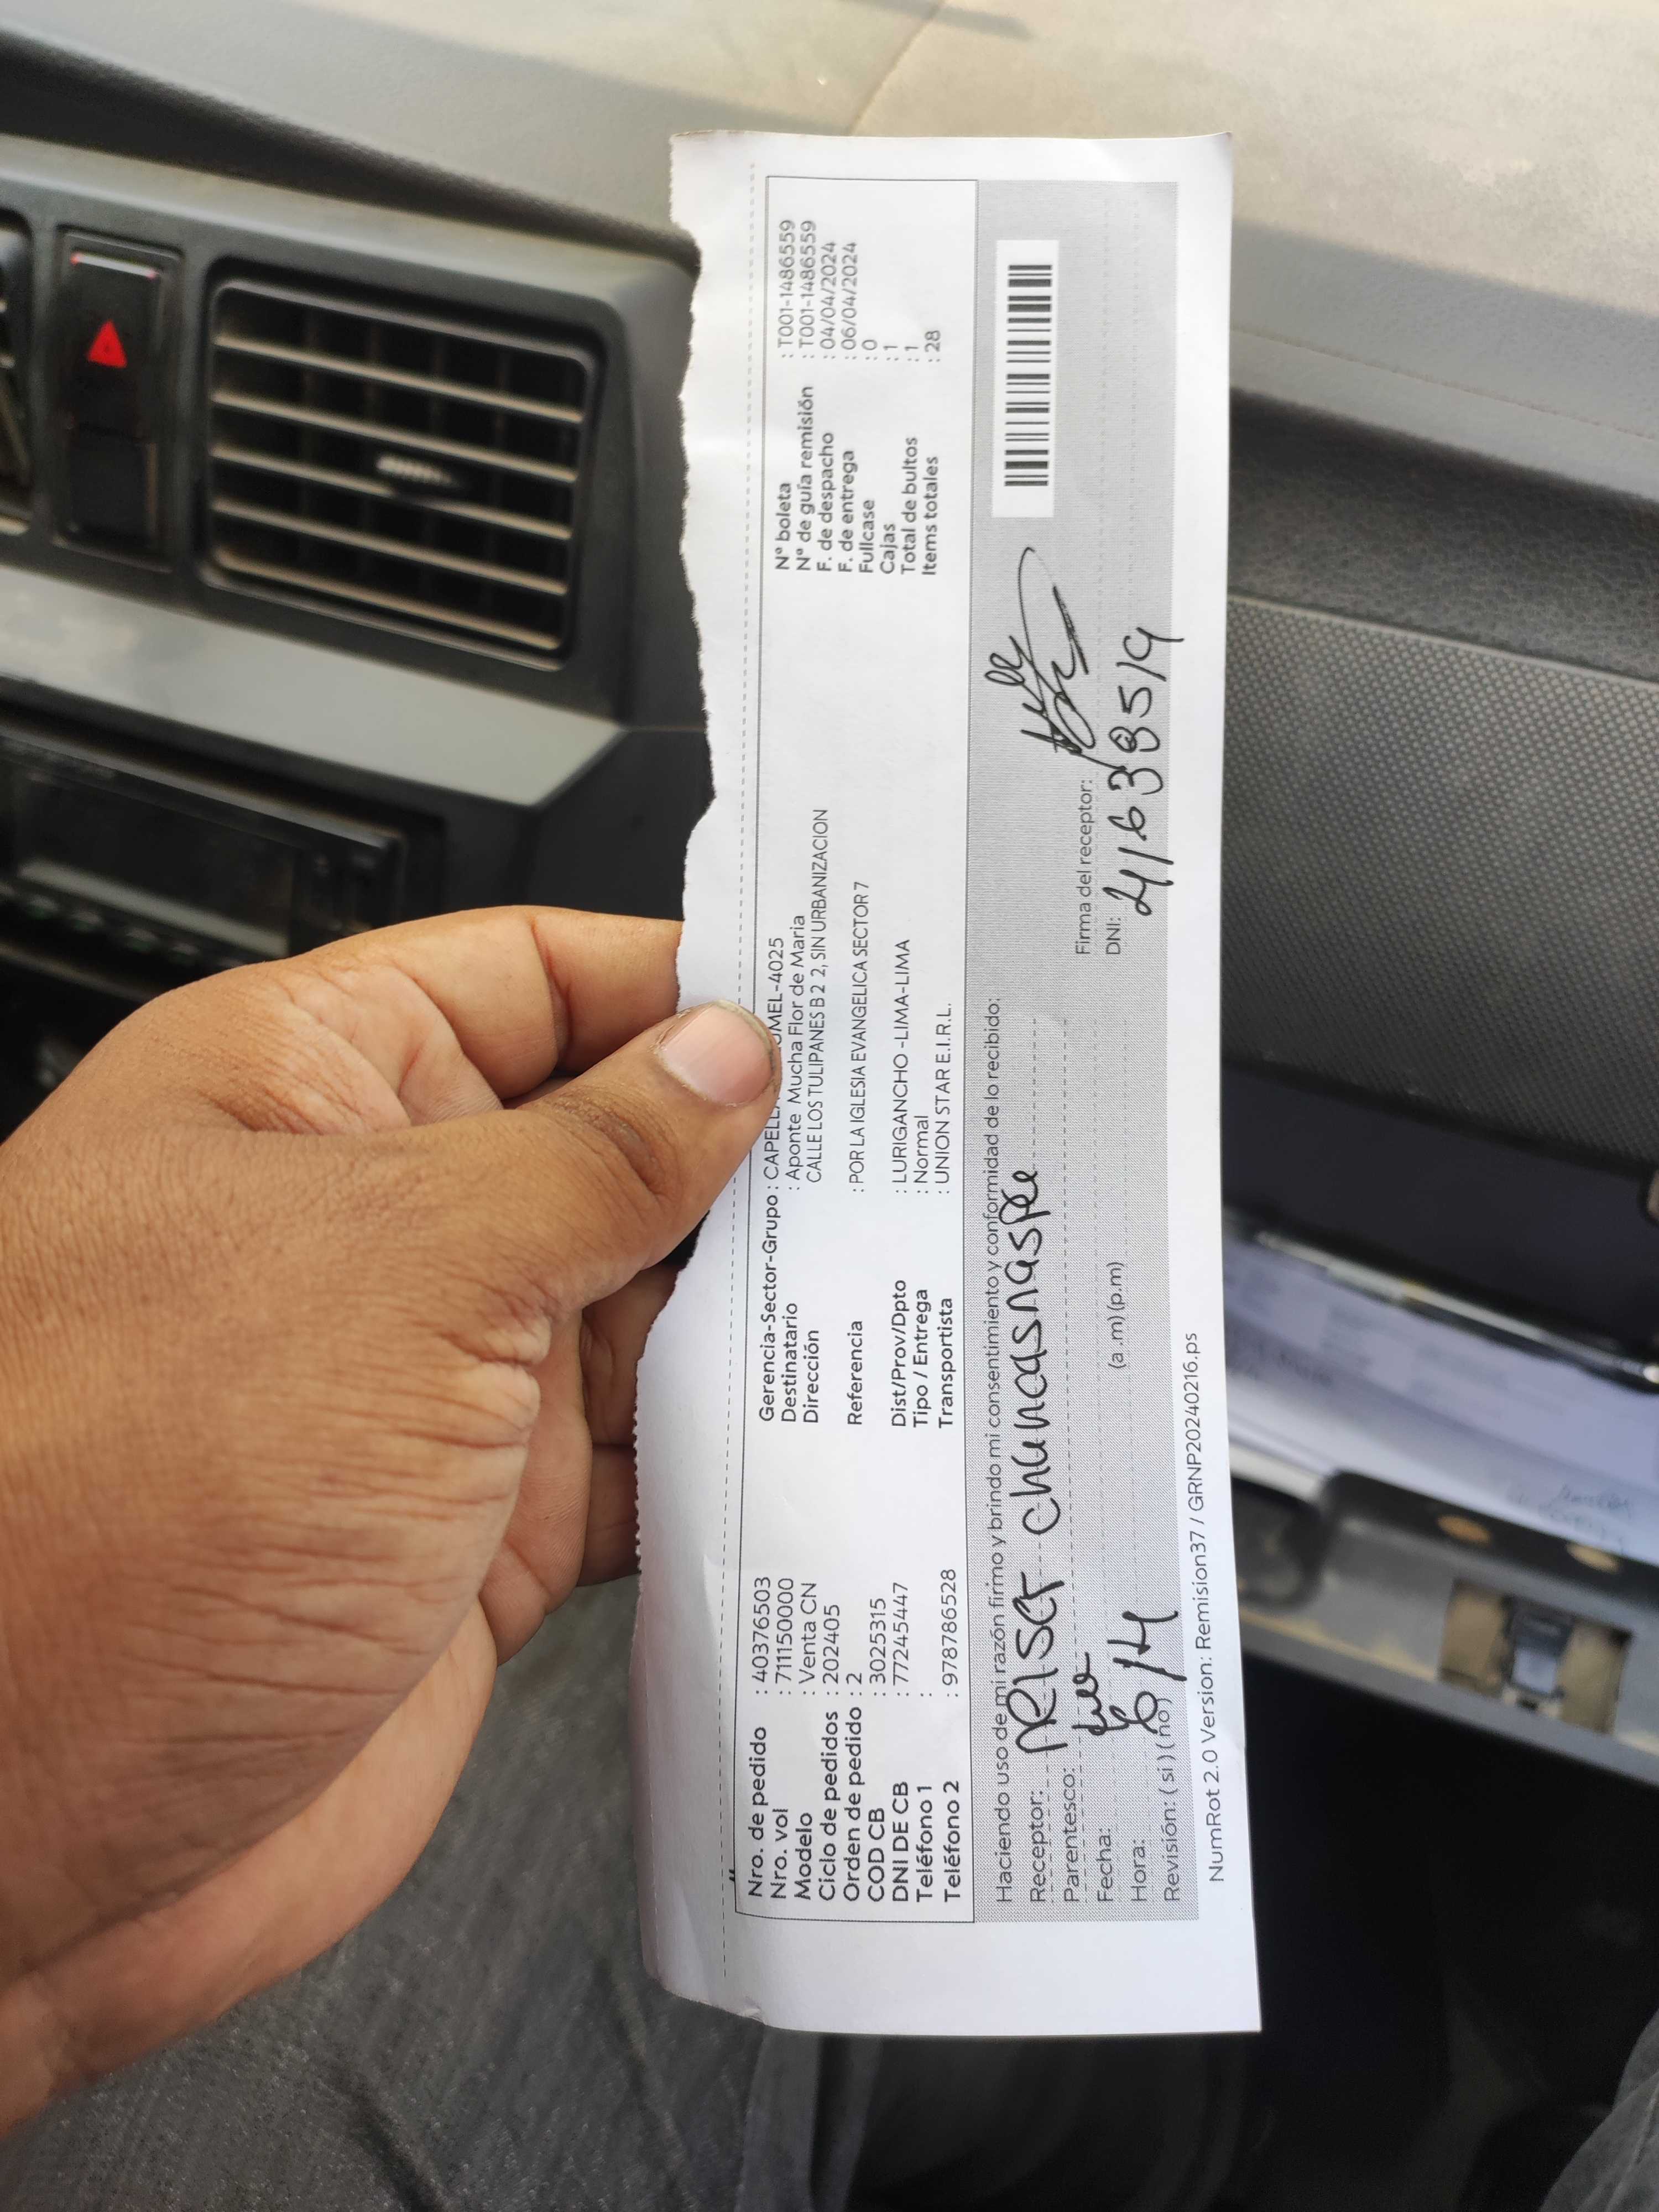 Nro. de pedido : 40376503
Nro. vol : 711150000
Modelo : Venta CN
Ciclo de pedidos : 202405
Orden de pedido : 2
COD CB : 3025315
DNI DE CB : 77245447
Teléfono 1 :
Teléfono 2 : 978786528
Gerencia-Sector-Grupo : MEL-4025
Destinatario : Aponte Mucha Flor de Maria
Dirección CALLE LOS TULIPANES B 2 2, SIN URBANIZACION
Referencia : POR LA IGLESIA EVANGELICA SECTOR 7
Dist/Prov/Dpto : LURIGANCHO -LIMA-LIMA
Tipo / Entrega : Normal
Transportista : UNION STAR E.I.R.L.
N° boleta : T001-1486559
N° de guía remisión : T001-1486559
F. de despacho : 04/04/2024
F. de entrega : 06/04/2024
Fullcase : 0
Cajas : 1
Total de bultos : 1
Items totales : 28
Haciendo uso de mi razón firmo y brindo mi consentimiento y conformidad de lo recibido:
Receptor:
Parentesco:
Fecha: 6/4
Hora: (a .m) (p.m)
Revisión: ( si ) ( no )
Firma del receptor:
DNI: 41638519
NumRot 2.0 Version: Remision37 / GRNP20240216.ps